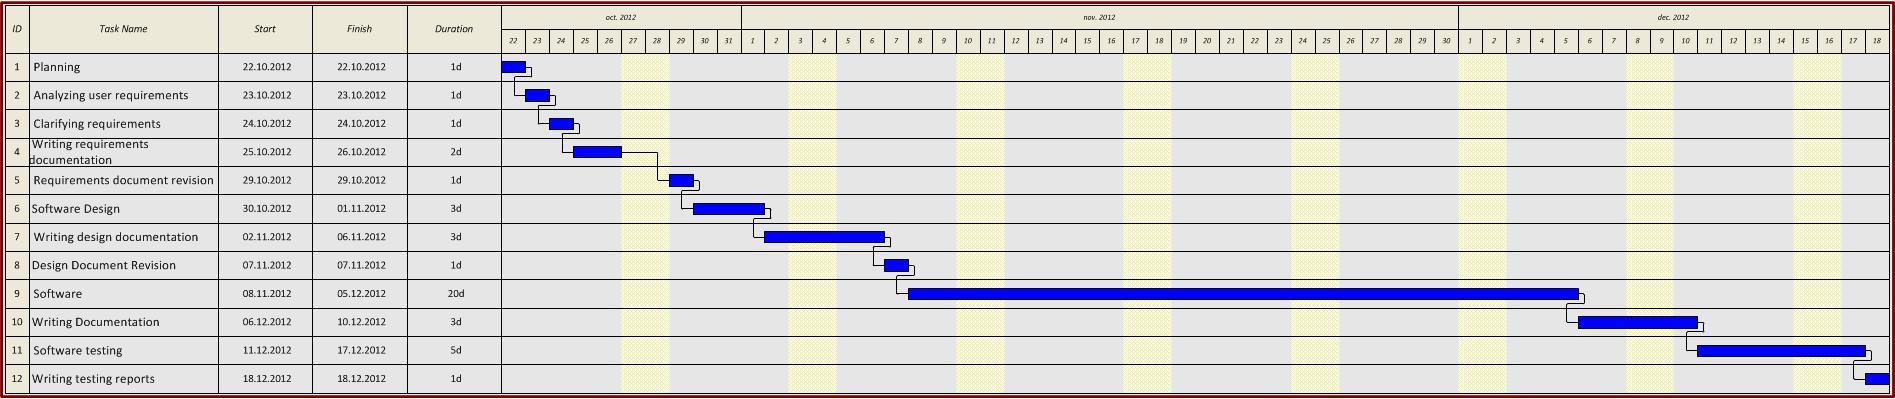 ID Task Name Start Finish Duration oct. 2012 nov. 2012 dec. 2012
22 23 24 25 26 27 28 29 30 31 1 2 3 4 5 6 7 8 9 10 11 12 13 14 15 16 17 18 19 20 21 22 23 24 25 26 27 28 29 30 1 2 3 4 5 6 7 8 9 10 11 12 13 14 15 16 17 18
1 Planning 22.10.2012 22.10.2012 1d
2 Analyzing user requirements 23.10.2012 23.10.2012 1d
3 Clarifying requirements 24.10.2012 24.10.2012 1d
4 Writing requirements
documentation 25.10.2012 26.10.2012 2d
5 Requirements document revision 29.10.2012 29.10.2012 1d
6 Software Design 30.10.2012 01.11.2012 3d
7 Writing design documentation 02.11.2012 06.11.2012 3d
8 Design Document Revision 07.11.2012 07.11.2012 1d
9 Software 08.11.2012 05.12.2012 20d
10 Writing Documentation 06.12.2012 10.12.2012 3d
11 Software testing 11.12.2012 17.12.2012 5d
12 Writing testing reports 18.12.2012 18.12.2012 1d